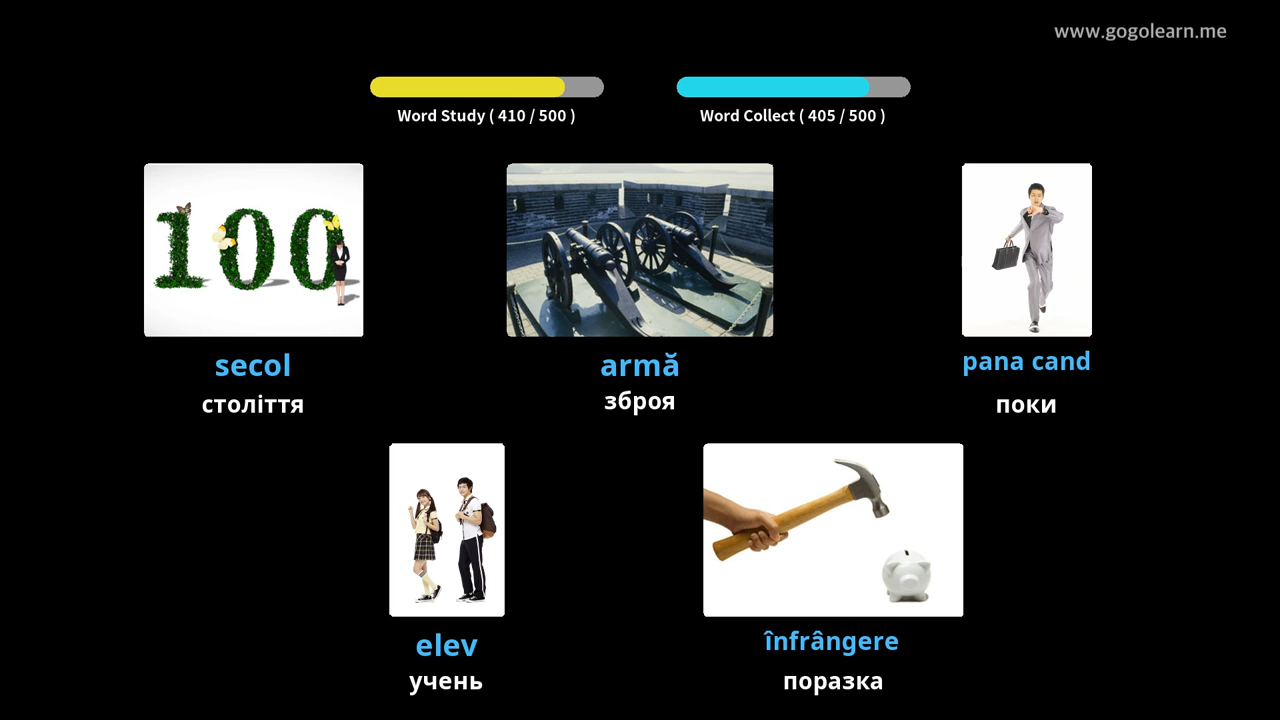 www.gogolearn.me
Word Study ( 410 / 500 )
Word Collect ( 405 / 500 )
100
secol
століття
armă
зброя
pana cand
поки
elev
учень
înfrângere
поразка